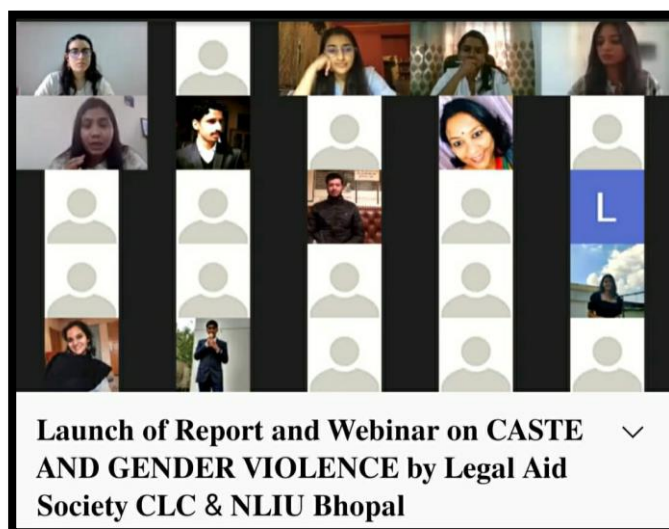 L
Launch of Report and Webinar on CASTE
AND GENDER VIOLENCE by Legal Aid
Society CLC & NLIU Bhopal